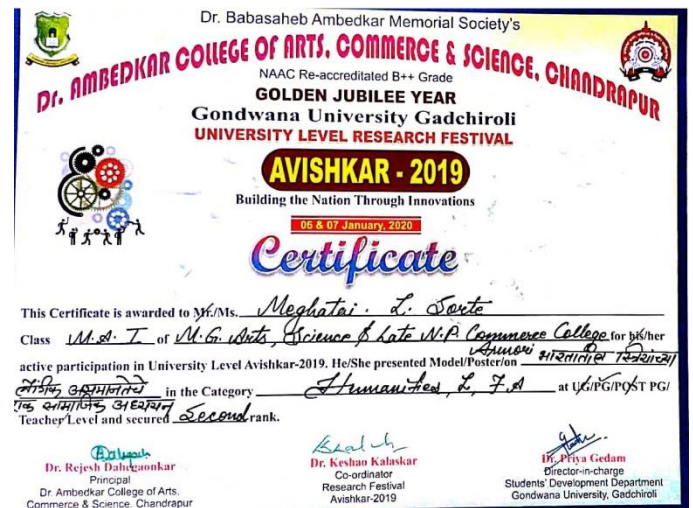 Dr. Babasaheb Ambedkar Memorial Society's
Dr. AMBEDKAR COLLEGE OF ARTS, COMMERCE & SCIENCE, CHANDRAPUR
NAAC Re-accreditated B++ Grade
GOLDEN JUBILEE YEAR
Gondwana University Gadchiroli
UNIVERSITY LEVEL RESEARCH FESTIVAL
AVISHKAR - 2019
Building the Nation Through Innovations
06 & 07 January, 2020
Certificate
This Certificate is awarded to Mr./Ms. Meghatai. L. Sorte
Class M.A. I of M.G. Arts, Science & Late N.P. Commerce College for his/her
Armori भारतातील स्त्रियांच्या
active participation in University Level Avishkar-2019. He/She presented Model/Poster/on
लैंगिक असमानतेचे in the Category Humanities, L, F.A at UG/PG/POST PG/
सामाजिक अध्ययन
Teacher Level and secured Second rank.
Dr. Rejesh Dahegaonkar
Principal
Dr. Ambedkar College of Arts,
Commerce & Science, Chandrapur
Dr. Keshao Kalaskar
Co-ordinator
Research Festival
Avishkar-2019
Dr. Priya Gedam
Director-in-charge
Students' Development Department
Gondwana University, Gadchiroli